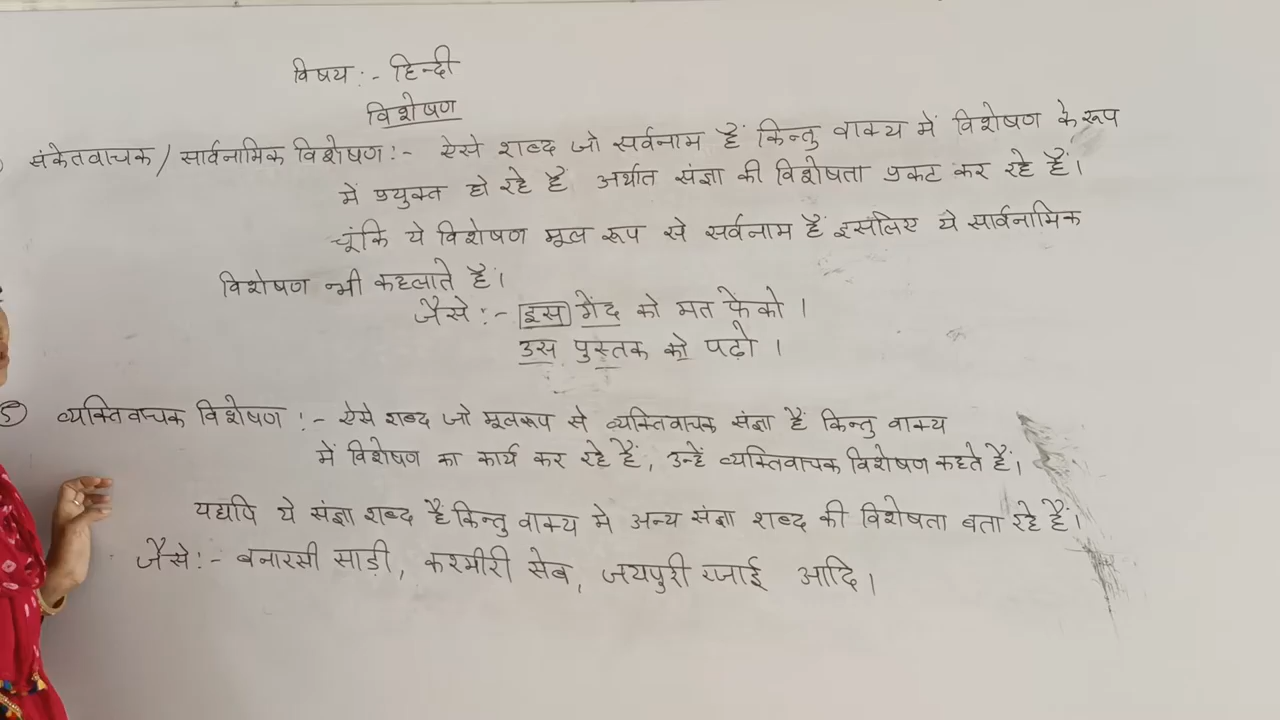 विषय :- हिन्दी
विशेषण
संकेतवाचक / सार्वनामिक विशेषण :- ऐसे शब्द जो सर्वनाम हैं किन्तु वाक्य में विशेषण के रूप
में प्रयुक्त हो रहे हैं अर्थात संज्ञा की विशेषता प्रकट कर रहे हैं।
चूंकि ये विशेषण मूल रूप से सर्वनाम हैं इसलिए ये सार्वनामिक
विशेषण भी कहलाते हैं।
जैसे :- इस गेंद को मत फेंको ।
उस पुस्तक को पढ़ो ।
5 व्यक्तिवाचक विशेषण :- ऐसे शब्द जो मूलरूप से व्यक्तिवाचक संज्ञा हैं किन्तु वाक्य
में विशेषण का कार्य कर रहे हैं, उन्हें व्यक्तिवाचक विशेषण कहते हैं।
यद्यपि ये संज्ञा शब्द हैं किन्तु वाक्य मे अन्य संज्ञा शब्द की विशेषता बता रहे हैं।
जैसे :- बनारसी साड़ी, कश्मीरी सेब, जयपुरी रजाई आदि।